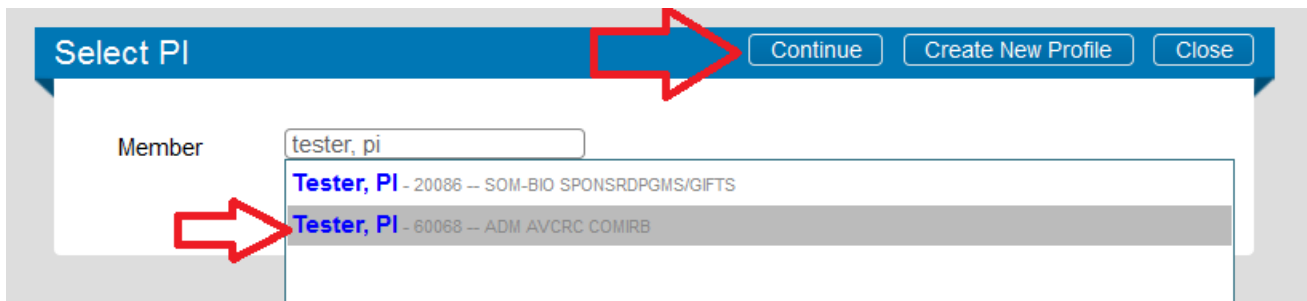 Select PI Continue Create New Profile Close
Member tester, pi
Tester, PI - 20086 -- SOM-BIO SPONSRDPGMS/GIFTS
Tester, PI - 60068 -- ADM AVCRC COMIRB